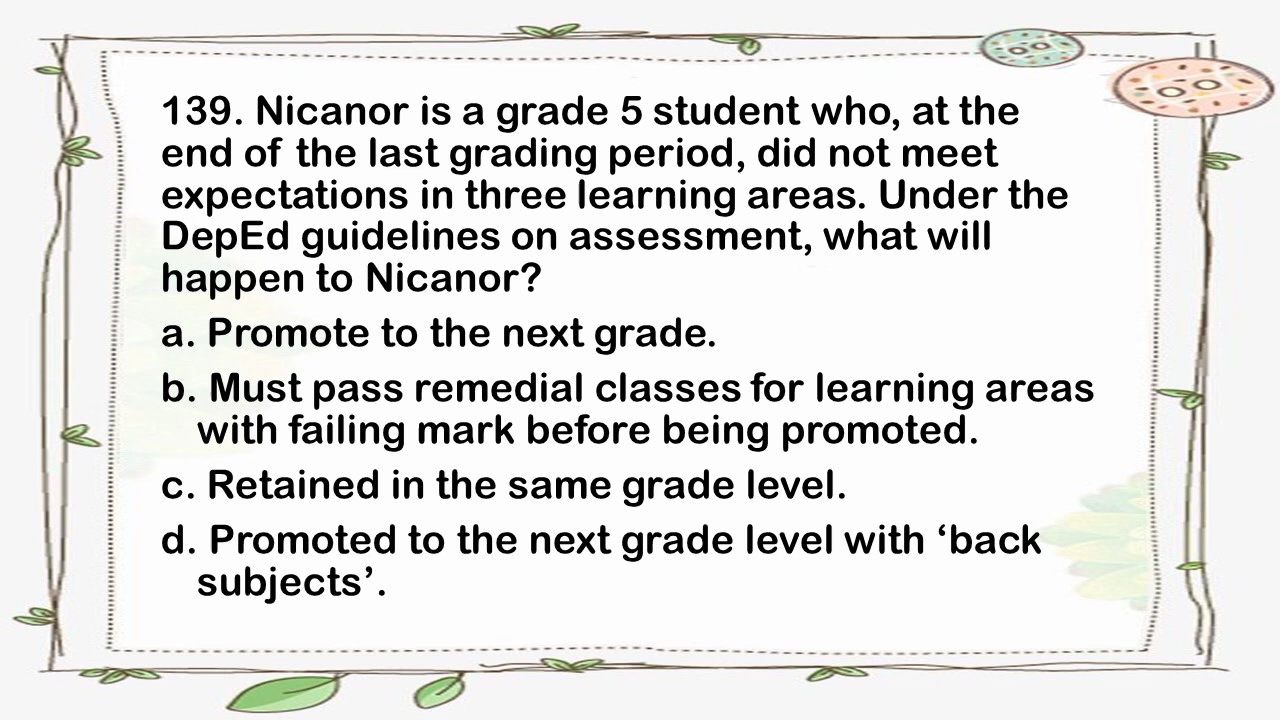 139. Nicanor is a grade 5 student who, at the
end of the last grading period, did not meet
expectations in three learning areas. Under the
DepEd guidelines on assessment, what will
happen to Nicanor?
a. Promote to the next grade.
b. Must pass remedial classes for learning areas
with failing mark before being promoted.
c. Retained in the same grade level.
d. Promoted to the next grade level with ‘back
subjects’.